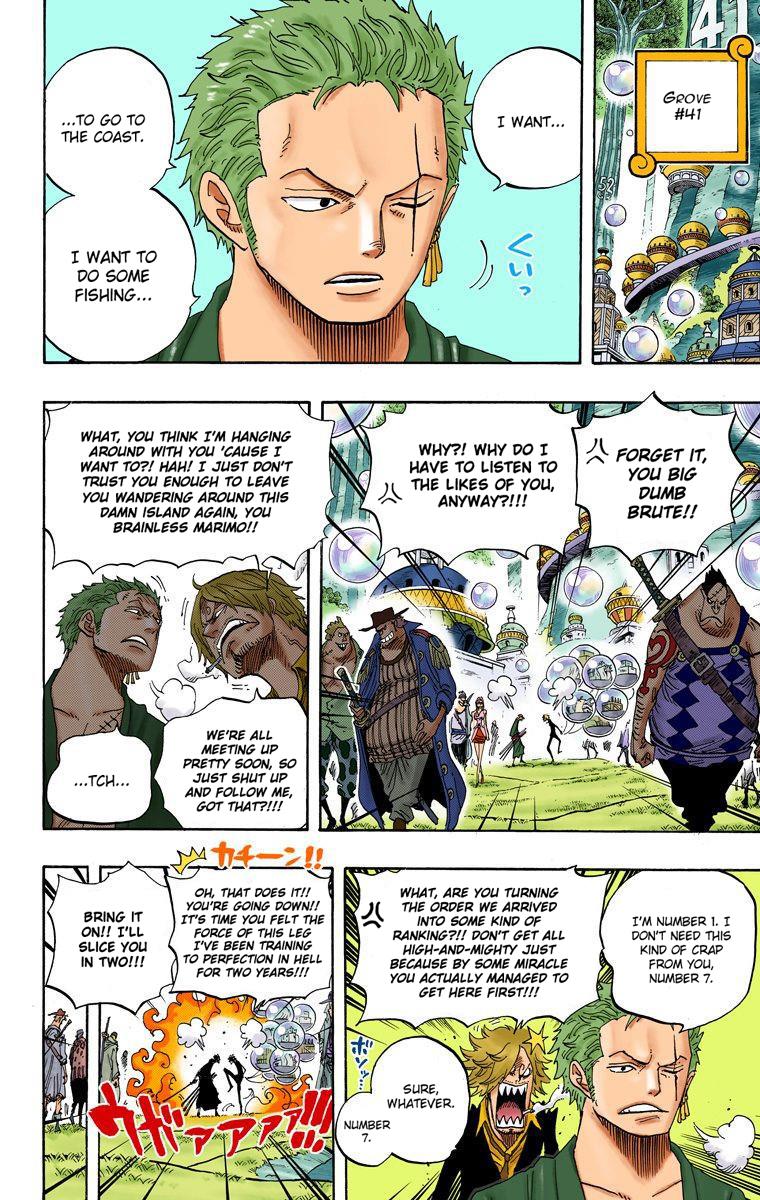 41
GROVE
#41
52
I WANT...
...TO GO TO
THE COAST.
I WANT TO
DO SOME
FISHING...
くいっ
FORGET IT,
YOU BIG
DUMB
BRUTE!!
WHY?! WHY DO I
HAVE TO LISTEN TO
THE LIKES OF YOU,
ANYWAY?!!!
WHAT, YOU THINK I'M HANGING
AROUND WITH YOU 'CAUSE I
WANT TO?! HAH! I JUST DON'T
TRUST YOU ENOUGH TO LEAVE
YOU WANDERING AROUND THIS
DAMN ISLAND AGAIN, YOU
BRAINLESS MARIMO!!
WE'RE ALL
MEETING UP
PRETTY SOON, SO
JUST SHUT UP
AND FOLLOW ME,
GOT THAT?!!!
...TCH...
I'M NUMBER 1. I
DON'T NEED THIS
KIND OF CRAP
FROM YOU,
NUMBER 7.
WHAT, ARE YOU TURNING
THE ORDER WE ARRIVED
INTO SOME KIND OF
RANKING?!! DON'T GET ALL
HIGH-AND-MIGHTY JUST
BECAUSE BY SOME MIRACLE
YOU ACTUALLY MANAGED TO
GET HERE FIRST!!!
ボソッ…
SURE,
WHATEVER.
NUMBER
7.
カチーン!!
OH, THAT DOES IT!!
YOU'RE GOING DOWN!!
IT'S TIME YOU FELT THE
FORCE OF THIS LEG
I'VE BEEN TRAINING
TO PERFECTION IN HELL
FOR TWO YEARS!!!
BRING IT
ON!! I'LL
SLICE YOU
IN TWO!!!
ウガァァァァ!!!